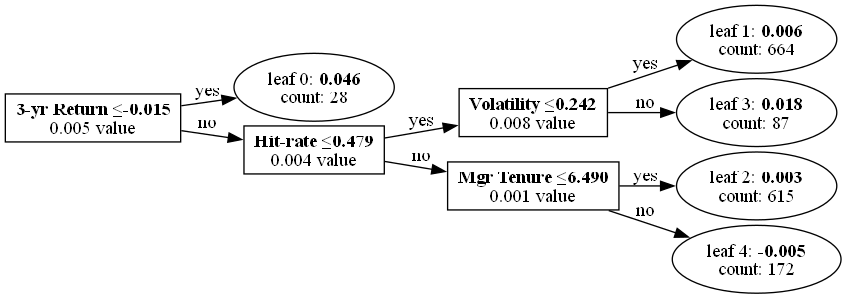 3-yr Return ≤-0.015
0.005 value
yes
no
leaf 0: 0.046
count: 28
Hit-rate ≤0.479
0.004 value
yes
no
Volatility ≤0.242
0.008 value
yes
no
leaf 1: 0.006
count: 664
leaf 3: 0.018
count: 87
Mgr Tenure ≤6.490
0.001 value
yes
no
leaf 2: 0.003
count: 615
leaf 4: -0.005
count: 172